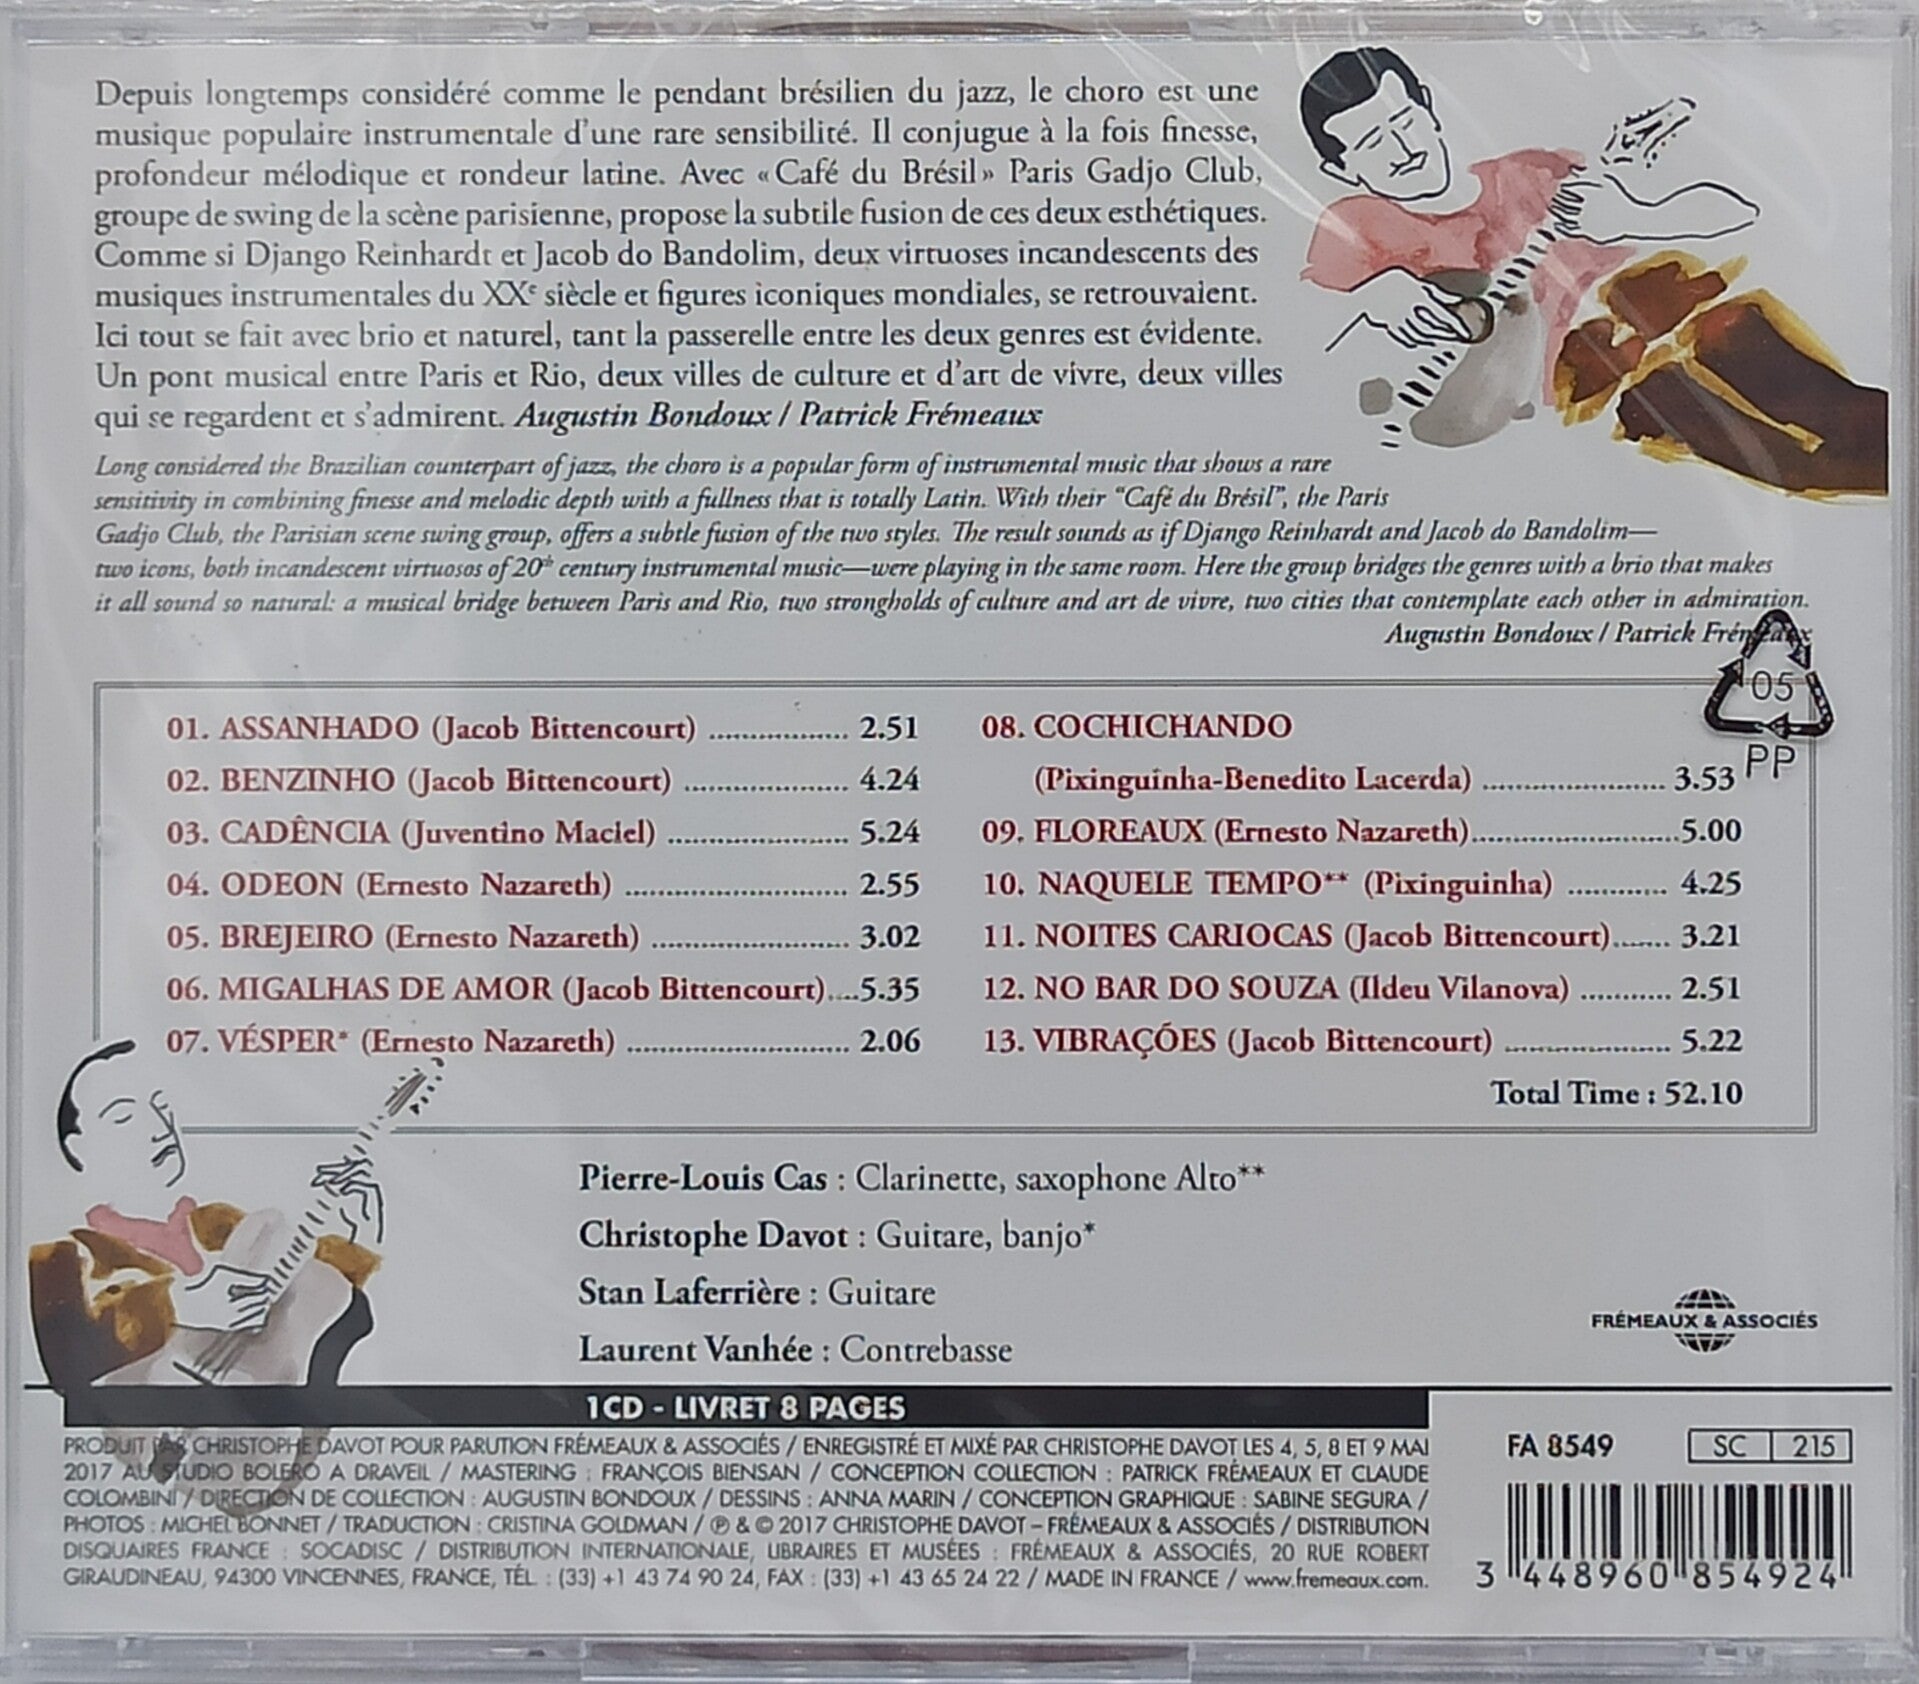 Depuis longtemps considéré comme le pendant brésilien du jazz, le choro est une
musique populaire instrumentale d'une rare sensibilité. Il conjugue à la fois finesse,
profondeur mélodique et rondeur latine. Avec « Café du Brésil » Paris Gadjo Club,
groupe de swing de la scène parisienne, propose la subtile fusion de ces deux esthétiques.
Comme si Django Reinhardt et Jacob do Bandolim, deux virtuoses incandescents des
musiques instrumentales du XXe siècle et figures iconiques mondiales, se retrouvaient.
Ici tout se fait avec brio et naturel, tant la passerelle entre les deux genres est évidente.
Un pont musical entre Paris et Rio, deux villes de culture et d'art de vivre, deux villes
qui se regardent et s'admirent. Augustin Bondoux / Patrick Frémeaux
Long considered the Brazilian counterpart of jazz, the choro is a popular form of instrumental music that shows a rare
sensitivity in combining finesse and melodic depth with a fullness that is totally Latin. With their "Café du Brésil", the Paris
Gadjo Club, the Parisian scene swing group, offers a subtle fusion of the two styles. The result sounds as if Django Reinhardt and Jacob do Bandolim—
two icons, both incandescent virtuosos of 20th century instrumental music—were playing in the same room. Here the group bridges the genres with a brio that makes
it all sound so natural: a musical bridge between Paris and Rio, two strongholds of culture and art de vivre, two cities that contemplate each other in admiration.
Augustin Bondoux / Patrick Frémeaux
05
PP
01. ASSANHADO (Jacob Bittencourt) ................. 2.51
02. BENZINHO (Jacob Bittencourt) .................... 4.24
03. CADÊNCIA (Juventino Maciel) ...................... 5.24
04. ODEON (Ernesto Nazareth) ........................... 2.55
05. BREJEIRO (Ernesto Nazareth) ........................ 3.02
06. MIGALHAS DE AMOR (Jacob Bittencourt)....5.35
07. VÉSPER* (Ernesto Nazareth) ........................... 2.06
08. COCHICHANDO
(Pixinguinha-Benedito Lacerda) ...................... 3.53
09. FLOREAUX (Ernesto Nazareth).........................5.00
10. NAQUELE TEMPO** (Pixinguinha) ............ 4.25
11. NOITES CARIOCAS (Jacob Bittencourt)....... 3.21
12. NO BAR DO SOUZA (Ildeu Vilanova) ........... 2.51
13. VIBRAÇÓES (Jacob Bittencourt) .................... 5.22
Total Time : 52.10
Pierre-Louis Cas : Clarinette, saxophone Alto**
Christophe Davot : Guitare, banjo*
Stan Laferrière : Guitare
Laurent Vanhée : Contrebasse
FRÉMEAUX & ASSOCIÉS
1CD - LIVRET 8 PAGES
PRODUIT PAR CHRISTOPHE DAVOT POUR PARUTION FRÉMEAUX & ASSOCIÉS / ENREGISTRÉ ET MIXÉ PAR CHRISTOPHE DAVOT LES 4, 5, 8 ET 9 MAI
2017 AU STUDIO BOLERO A DRAVEIL / MASTERING : FRANÇOIS BIENSAN / CONCEPTION COLLECTION : PATRICK FRÉMEAUX ET CLAUDE
COLOMBINI / DIRECTION DE COLLECTION : AUGUSTIN BONDOUX / DESSINS : ANNA MARIN / CONCEPTION GRAPHIQUE : SABINE SEGURA /
PHOTOS : MICHEL BONNET / TRADUCTION : CRISTINA GOLDMAN / ℗ & © 2017 CHRISTOPHE DAVOT – FRÉMEAUX & ASSOCIÉS / DISTRIBUTION
DISQUAIRES FRANCE : SOCADISC / DISTRIBUTION INTERNATIONALE, LIBRAIRES ET MUSÉES : FRÉMEAUX & ASSOCIÉS, 20 RUE ROBERT
GIRAUDINEAU, 94300 VINCENNES, FRANCE, TÉL. : (33) +1 43 74 90 24, FAX : (33) +1 43 65 24 22 / MADE IN FRANCE / www.fremeaux.com.
FA 8549
SC 215
3 448960 854924